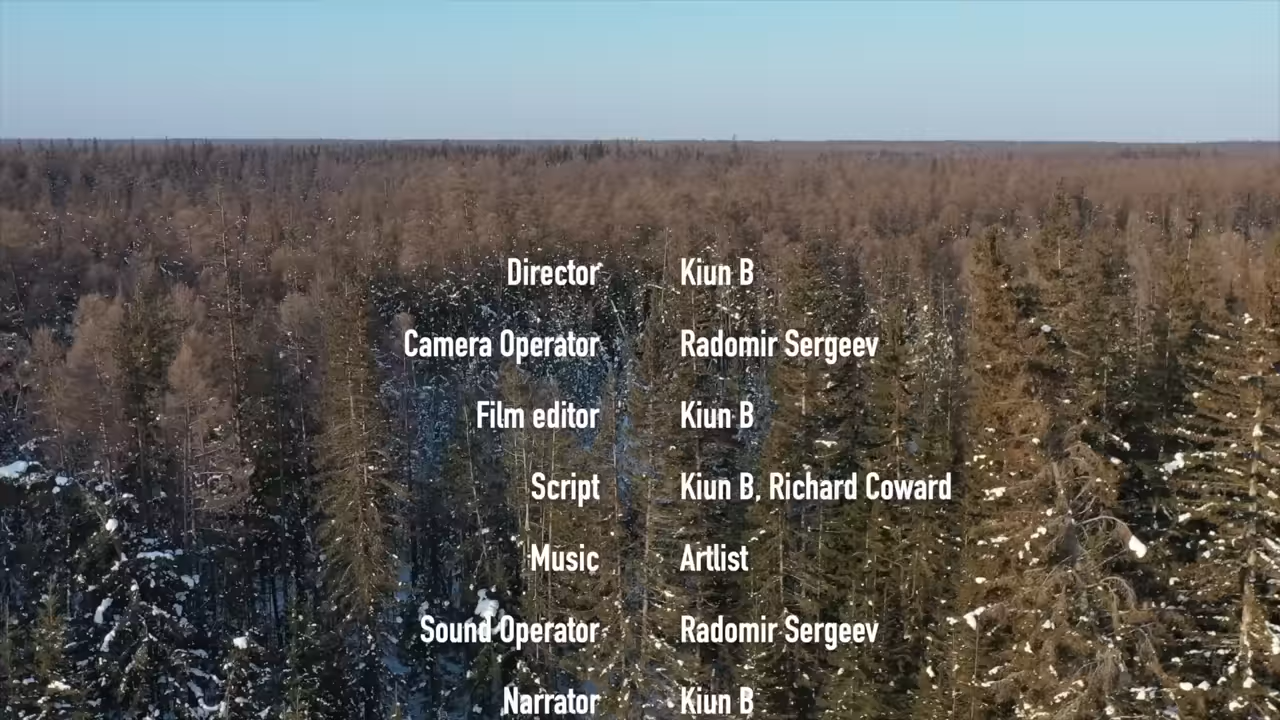 Director Kiun B
Camera Operator Radomir Sergeev
Film editor Kiun B
Script Kiun B, Richard Coward
Music Artlist
Sound Operator Radomir Sergeev
Narrator Kiun B